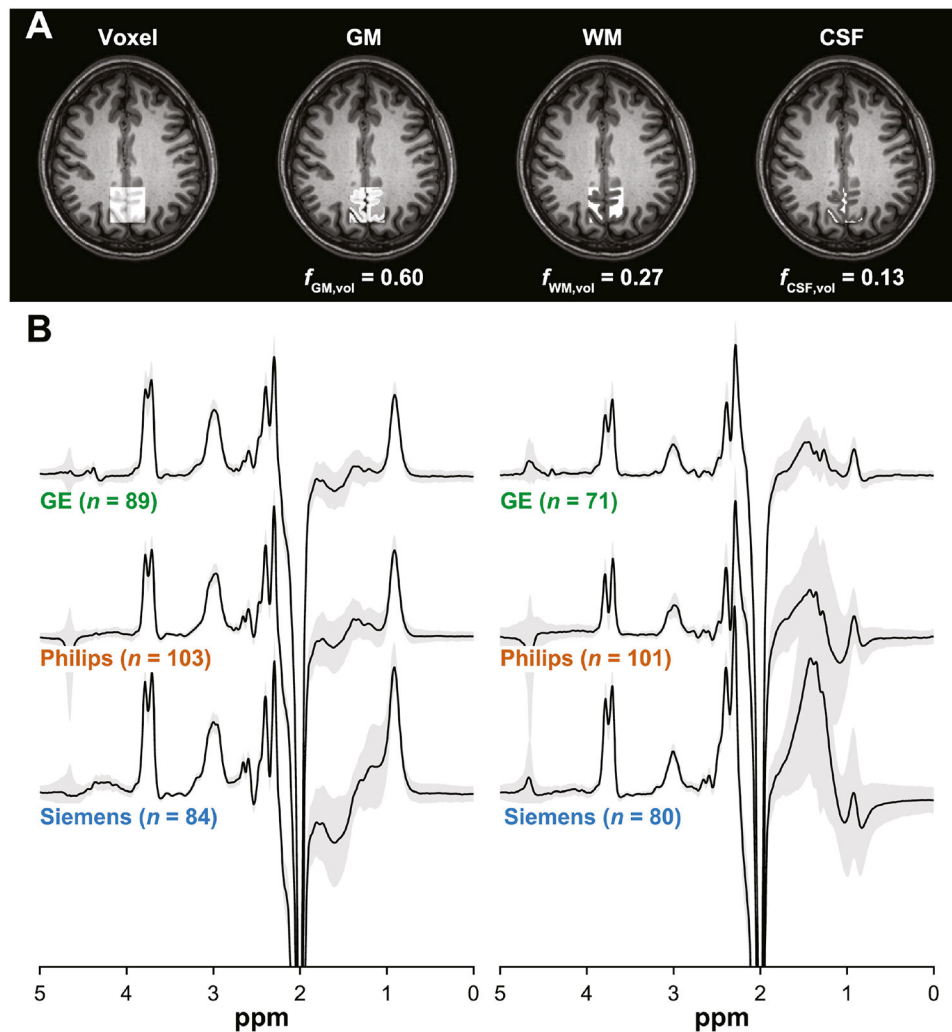 A
Voxel GM WM CSF
fGM,vol = 0.60 fWM,vol = 0.27 fCSF,vol = 0.13
B
GE (n = 89) GE (n = 71)
Philips (n = 103) Philips (n = 101)
Siemens (n = 84) Siemens (n = 80)
5 4 3 2 1 0 5 4 3 2 1 0
ppm ppm